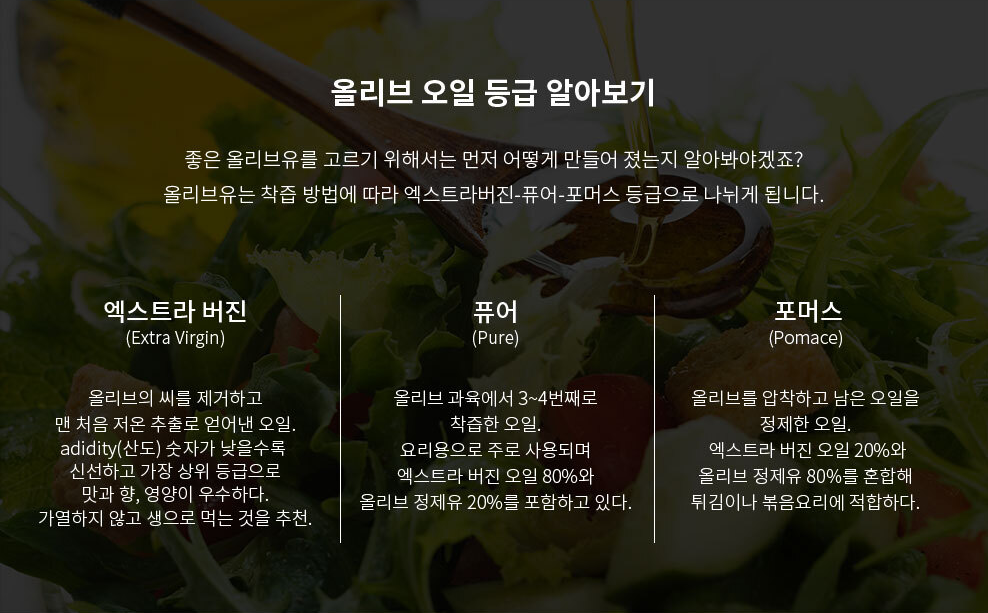 올리브 오일 등급 알아보기
좋은 올리브유를 고르기 위해서는 먼저 어떻게 만들어 졌는지 알아봐야겠죠?
올리브유는 착즙 방법에 따라 엑스트라버진-퓨어-포머스 등급으로 나뉘게 됩니다.
엑스트라 버진
(Extra Virgin)
올리브의 씨를 제거하고
맨 처음 저온 추출로 얻어낸 오일.
adidity(산도) 숫자가 낮을수록
신선하고 가장 상위 등급으로
맛과 향, 영양이 우수하다.
가열하지 않고 생으로 먹는 것을 추천.
퓨어
(Pure)
올리브 과육에서 3~4번째로
착즙한 오일.
요리용으로 주로 사용되며
엑스트라 버진 오일 80%와
올리브 정제유 20%를 포함하고 있다.
포머스
(Pomace)
올리브를 압착하고 남은 오일을
정제한 오일.
엑스트라 버진 오일 20%와
올리브 정제유 80%를 혼합해
튀김이나 볶음요리에 적합하다.